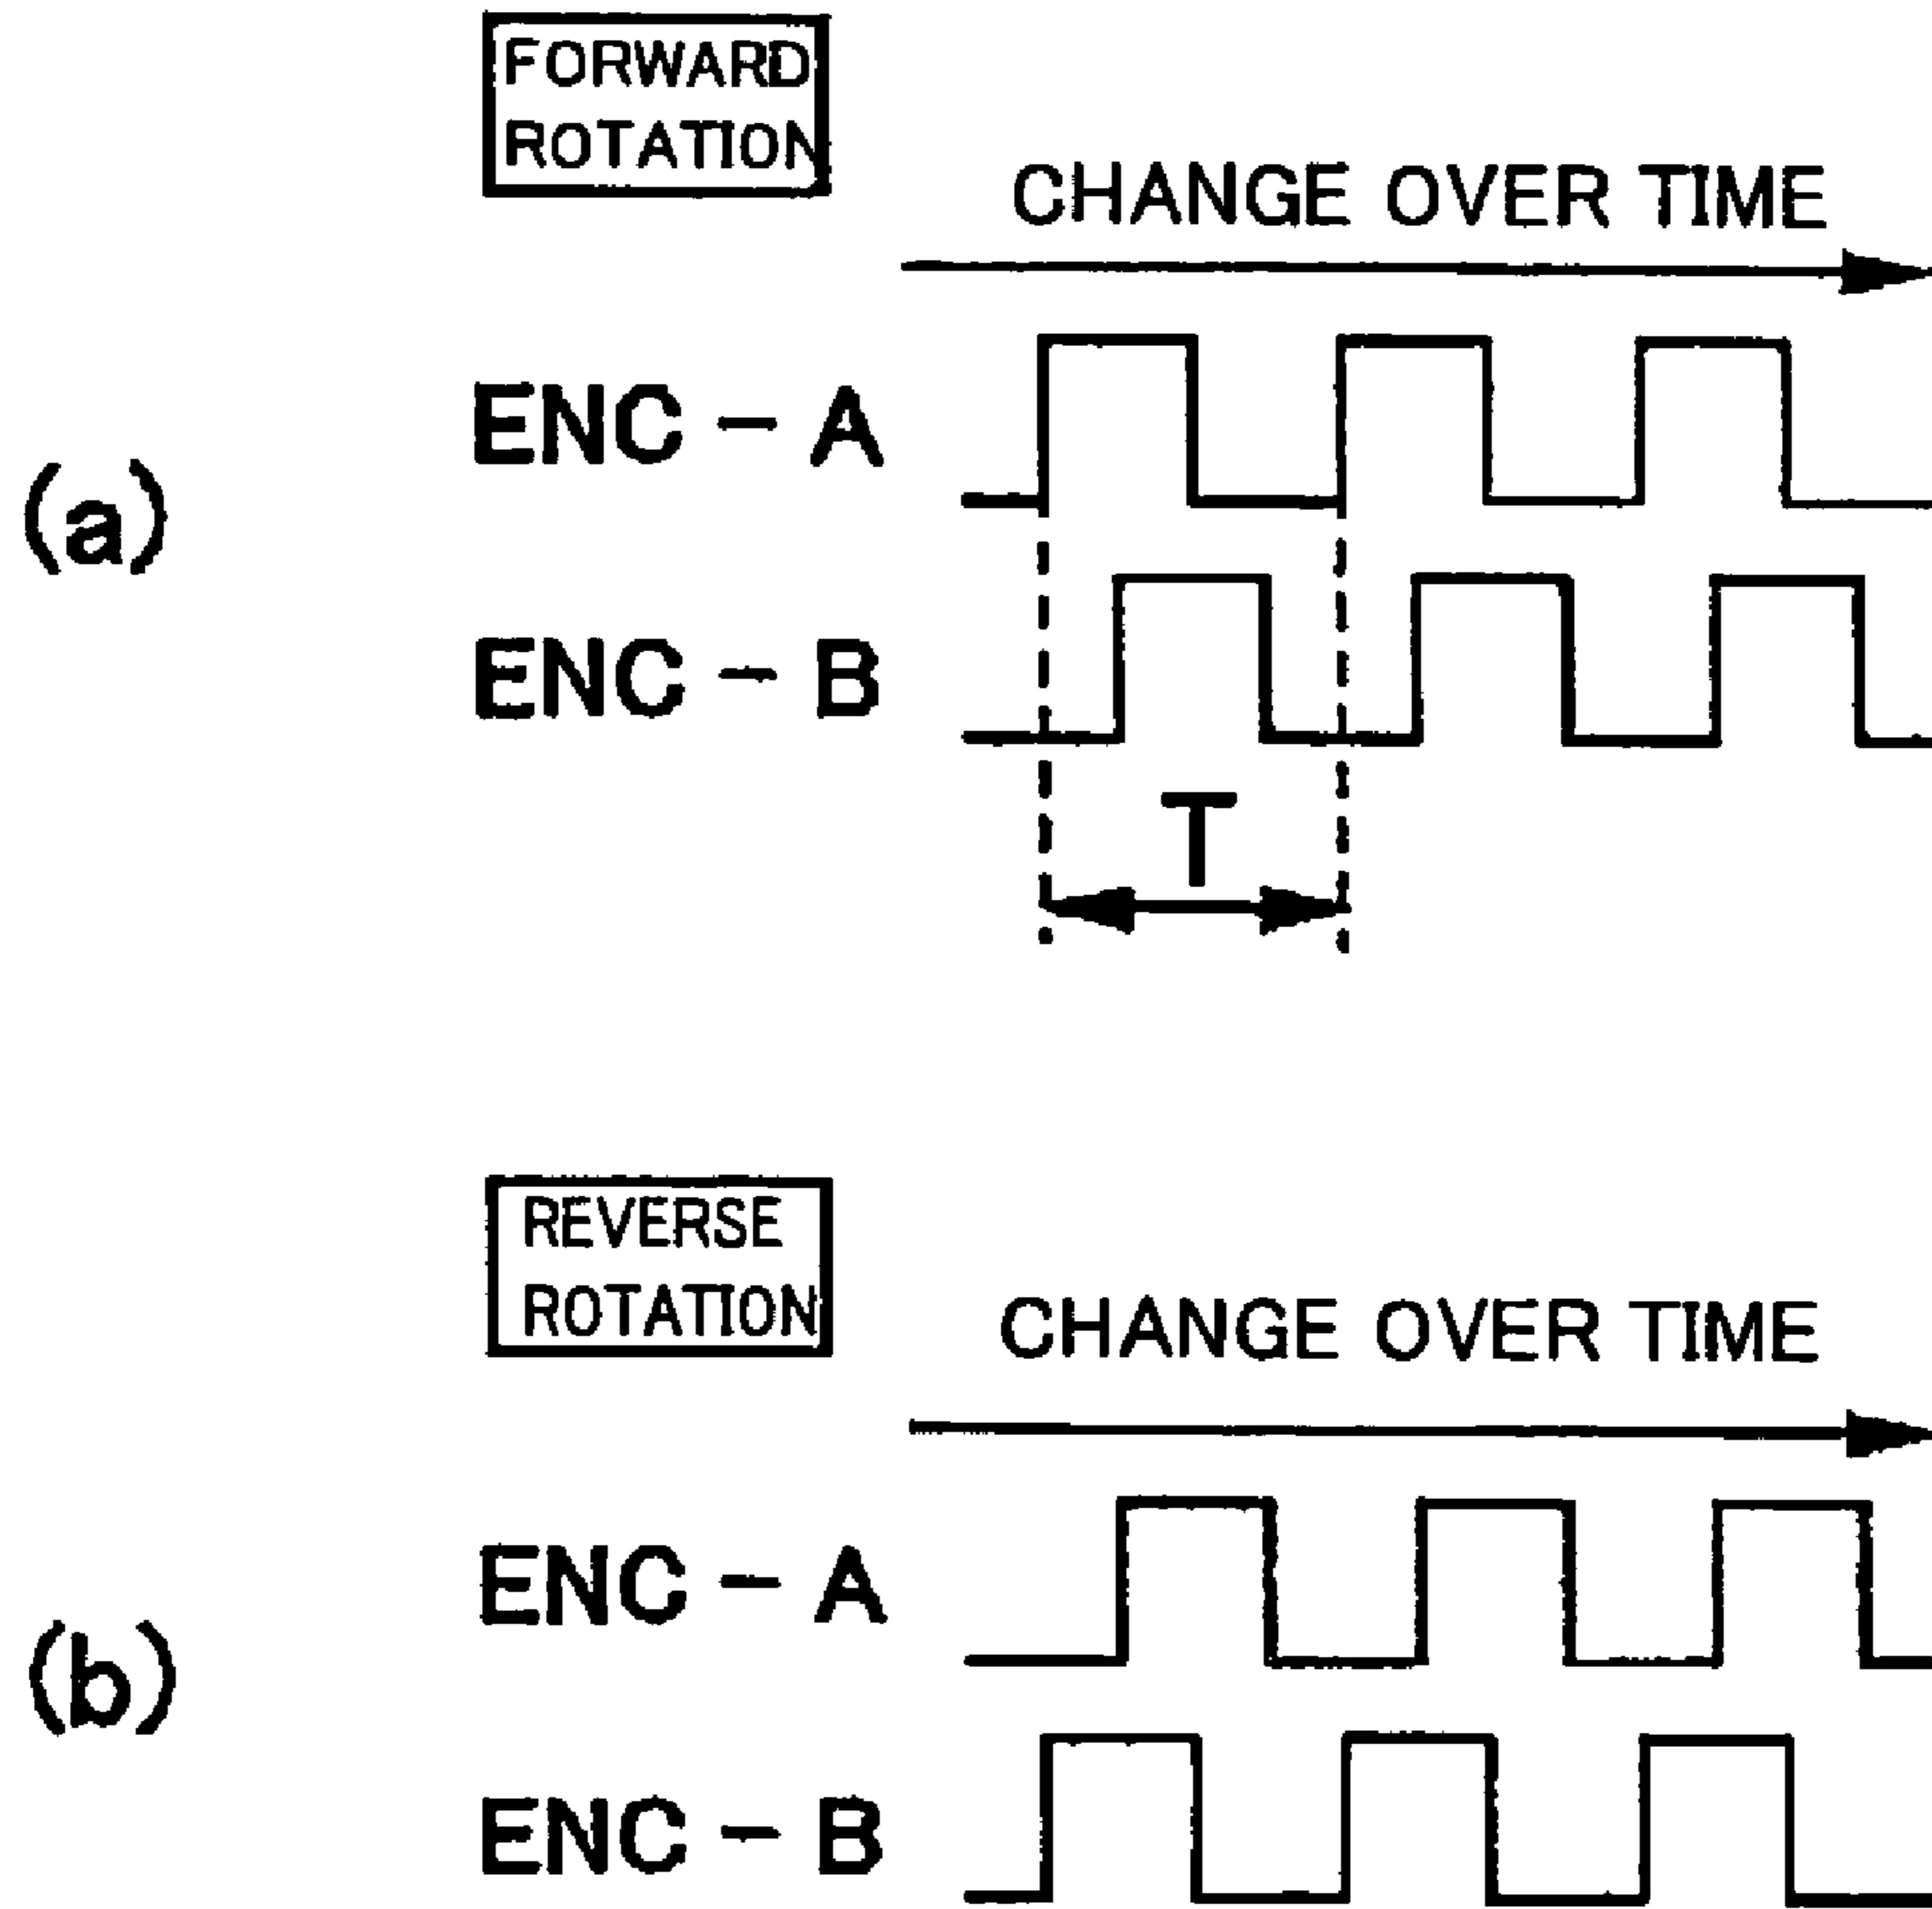 FORWARD
ROTATION
CHANGE OVER TIME
ENC - A
(a)
ENC - B
T
REVERSE
ROTATION
CHANGE OVER TIME
ENC - A
(b)
ENC - B